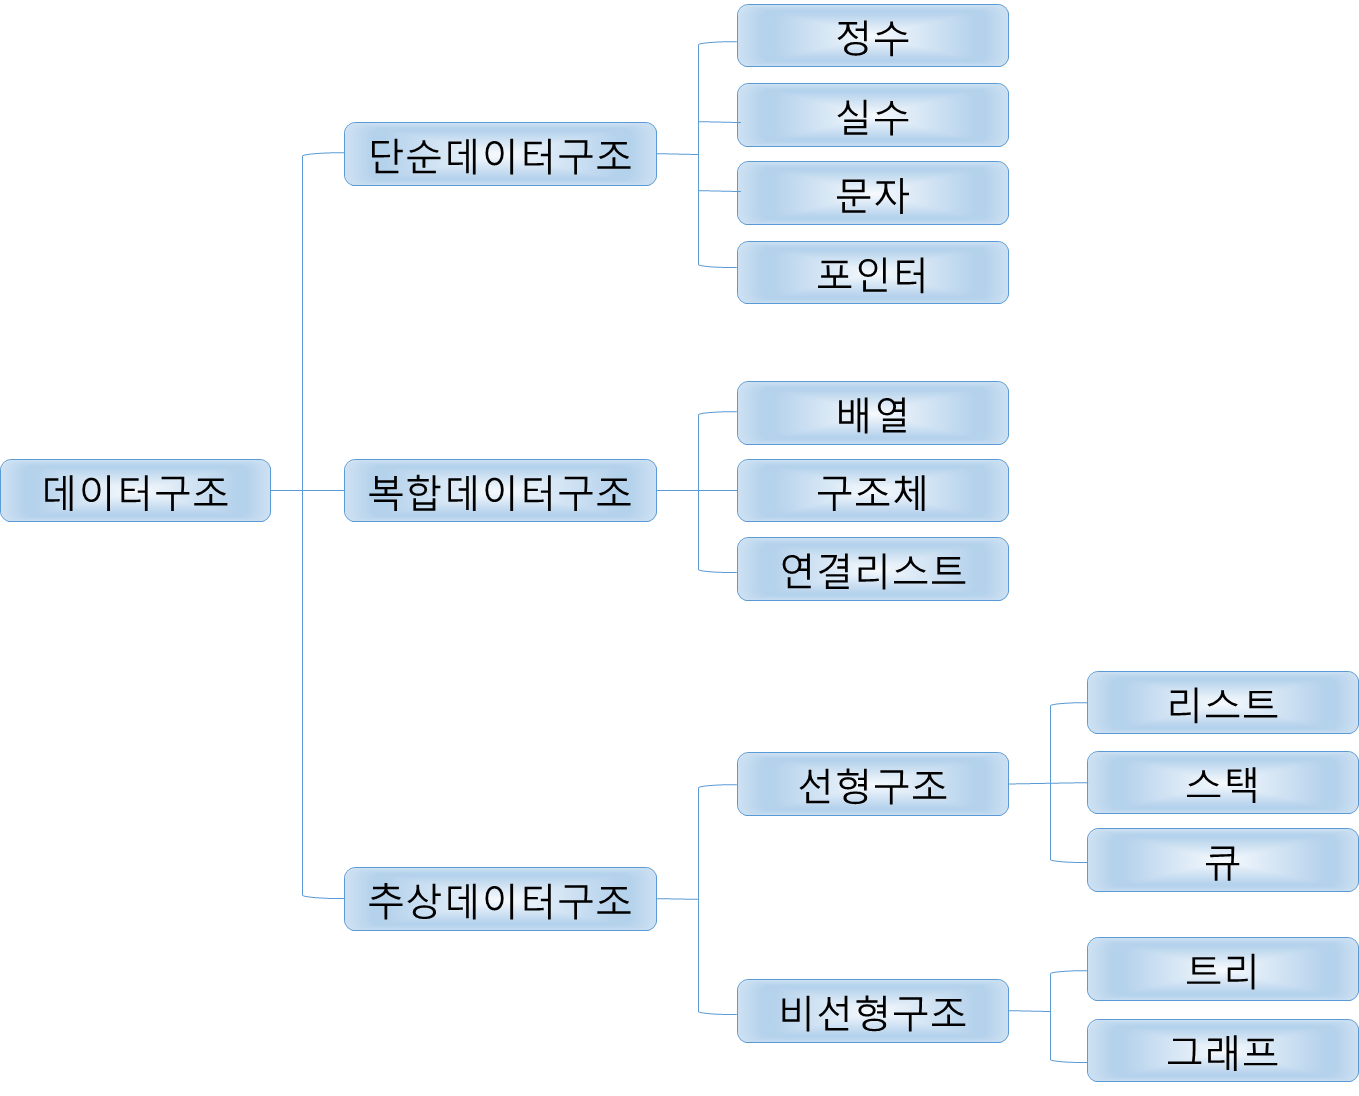 데이터구조
단순데이터구조
정수
실수
문자
포인터
복합데이터구조
배열
구조체
연결리스트
추상데이터구조
선형구조
리스트
스택
큐
비선형구조
트리
그래프